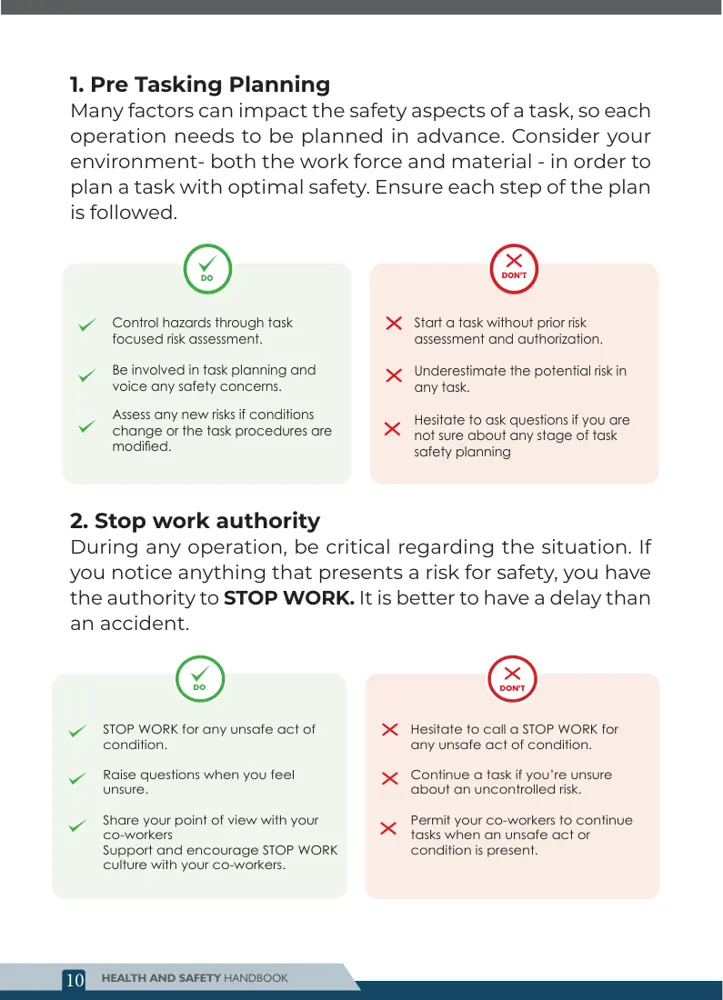 1. Pre Tasking Planning
Many factors can impact the safety aspects of a task, so each
operation needs to be planned in advance. Consider your
environment- both the work force and material - in order to
plan a task with optimal safety. Ensure each step of the plan
is followed.
DO
Control hazards through task
focused risk assessment.
Be involved in task planning and
voice any safety concerns.
Assess any new risks if conditions
change or the task procedures are
modified.
DON'T
Start a task without prior risk
assessment and authorization.
Underestimate the potential risk in
any task.
Hesitate to ask questions if you are
not sure about any stage of task
safety planning
2. Stop work authority
During any operation, be critical regarding the situation. If
you notice anything that presents a risk for safety, you have
the authority to STOP WORK. It is better to have a delay than
an accident.
DO
STOP WORK for any unsafe act of
condition.
Raise questions when you feel
unsure.
Share your point of view with your
co-workers
Support and encourage STOP WORK
culture with your co-workers.
DON'T
Hesitate to call a STOP WORK for
any unsafe act of condition.
Continue a task if you're unsure
about an uncontrolled risk.
Permit your co-workers to continue
tasks when an unsafe act or
condition is present.
10 HEALTH AND SAFETY HANDBOOK